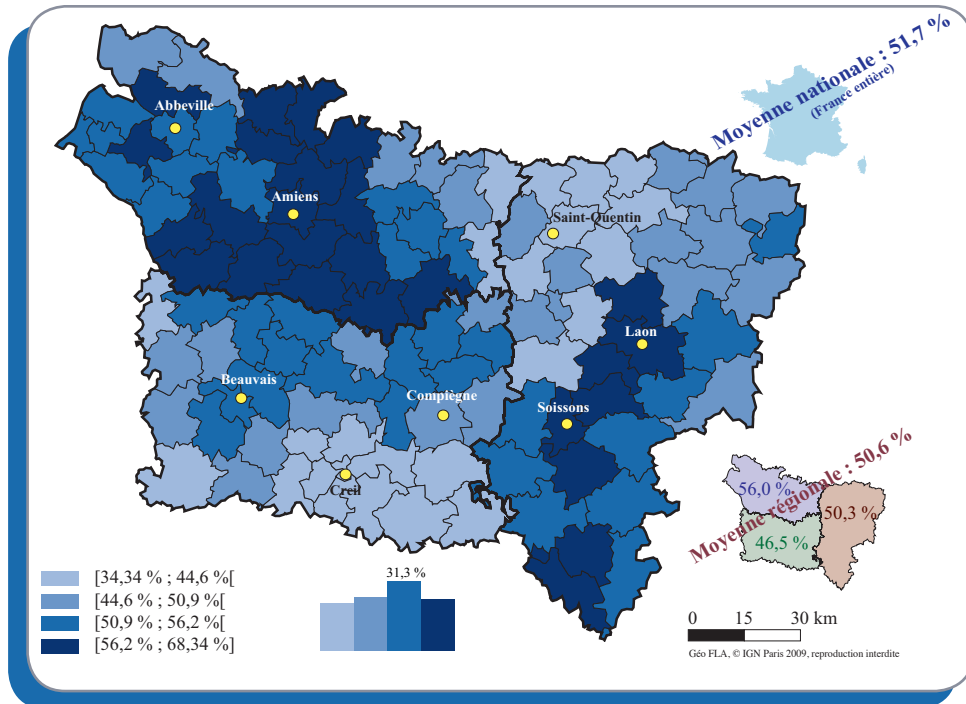 Moyenne nationale : 51,7 %
(France entière)
Abbeville
Amiens
Saint-Quentin
Laon
Beauvais
Compiègne
Soissons
Creil
Moyenne régionale : 50,6 %
56,0 %
50,3 %
46,5 %
[34,34 % ; 44,6 %[
[44,6 % ; 50,9 %[
[50,9 % ; 56,2 %[
[56,2 % ; 68,34 %]
31,3 %
0 15 30 km
Géo FLA, © IGN Paris 2009, reproduction interdite